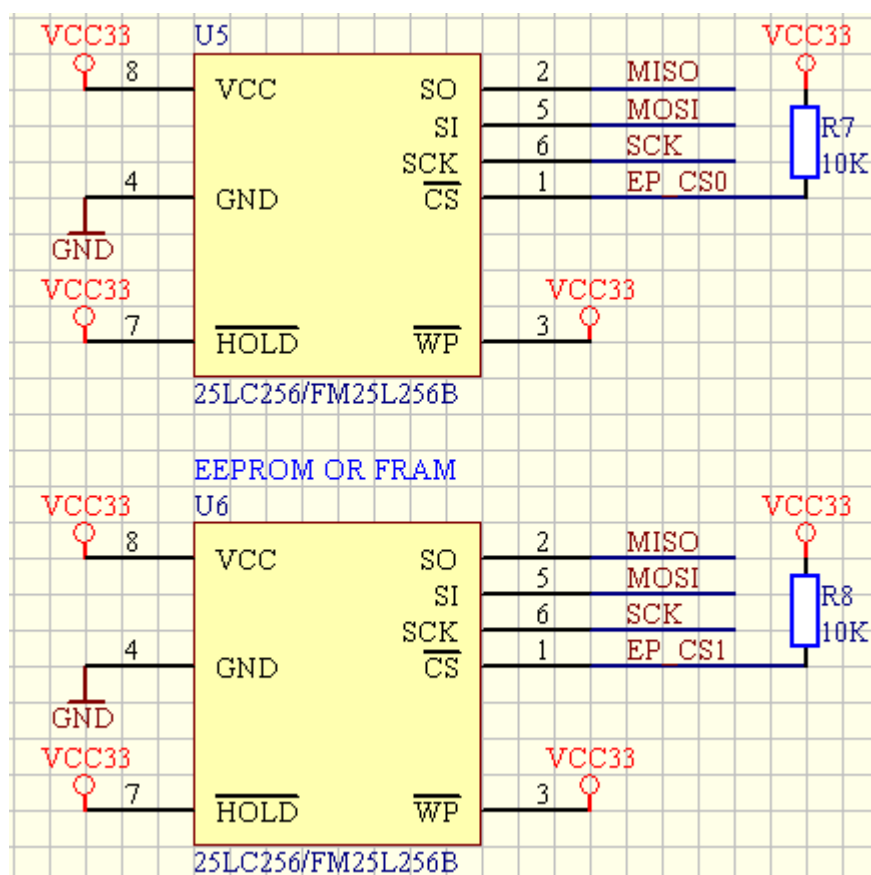 VCC33 U5 VCC33
8 VCC SO 2 MISO
SI 5 MOSI R7
SCK 6 SCK 10K
4 GND CS 1 EP_CS0
GND
VCC33 VCC33
7 HOLD WP 3
25LC256/FM25L256B
EEPROM OR FRAM
VCC33 U6 VCC33
8 VCC SO 2 MISO
SI 5 MOSI R8
SCK 6 SCK 10K
4 GND CS 1 EP_CS1
GND
VCC33 VCC33
7 HOLD WP 3
25LC256/FM25L256B